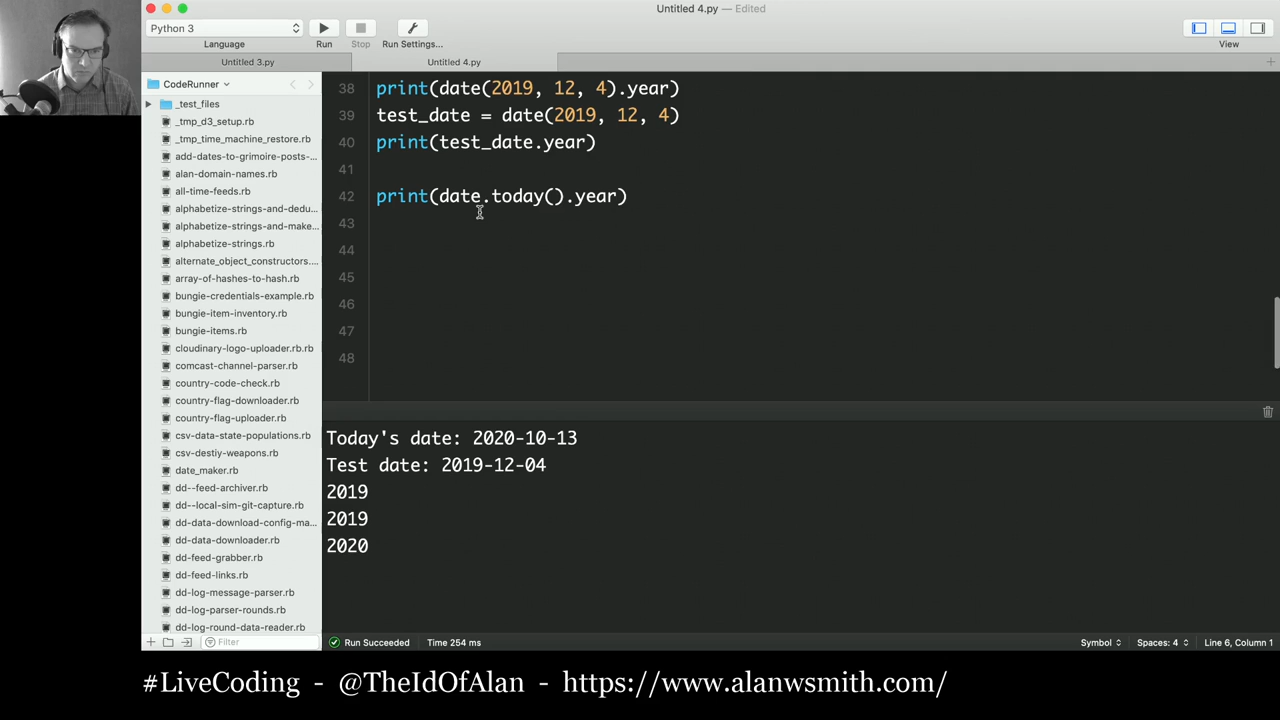 Untitled 4.py — Edited
Python 3
Language
Run
Stop
Run Settings...
View
Untitled 3.py
Untitled 4.py
CodeRunner
_test_files
_tmp_d3_setup.rb
_tmp_time_machine_restore.rb
add-dates-to-grimoire-posts-...
alan-domain-names.rb
all-time-feeds.rb
alphabetize-strings-and-dedu...
alphabetize-strings-and-make...
alphabetize-strings.rb
alternate_object_constructors....
array-of-hashes-to-hash.rb
bungie-credentials-example.rb
bungie-item-inventory.rb
bungie-items.rb
cloudinary-logo-uploader.rb.rb
comcast-channel-parser.rb
country-code-check.rb
country-flag-downloader.rb
country-flag-uploader.rb
csv-data-state-populations.rb
csv-destiy-weapons.rb
date_maker.rb
dd--feed-archiver.rb
dd--local-sim-git-capture.rb
dd-data-download-config-ma...
dd-data-downloader.rb
dd-feed-grabber.rb
dd-feed-links.rb
dd-log-message-parser.rb
dd-log-parser-rounds.rb
dd-log-round-data-reader.rb
Filter
38 print(date(2019, 12, 4).year)
39 test_date = date(2019, 12, 4)
40 print(test_date.year)
41
42 print(date.today().year)
43
44
45
46
47
48
Today's date: 2020-10-13
Test date: 2019-12-04
2019
2019
2020
Run Succeeded
Time 254 ms
Symbol
Spaces: 4
Line 6, Column 1
#LiveCoding - @TheIdOfAlan - https://www.alanwsmith.com/